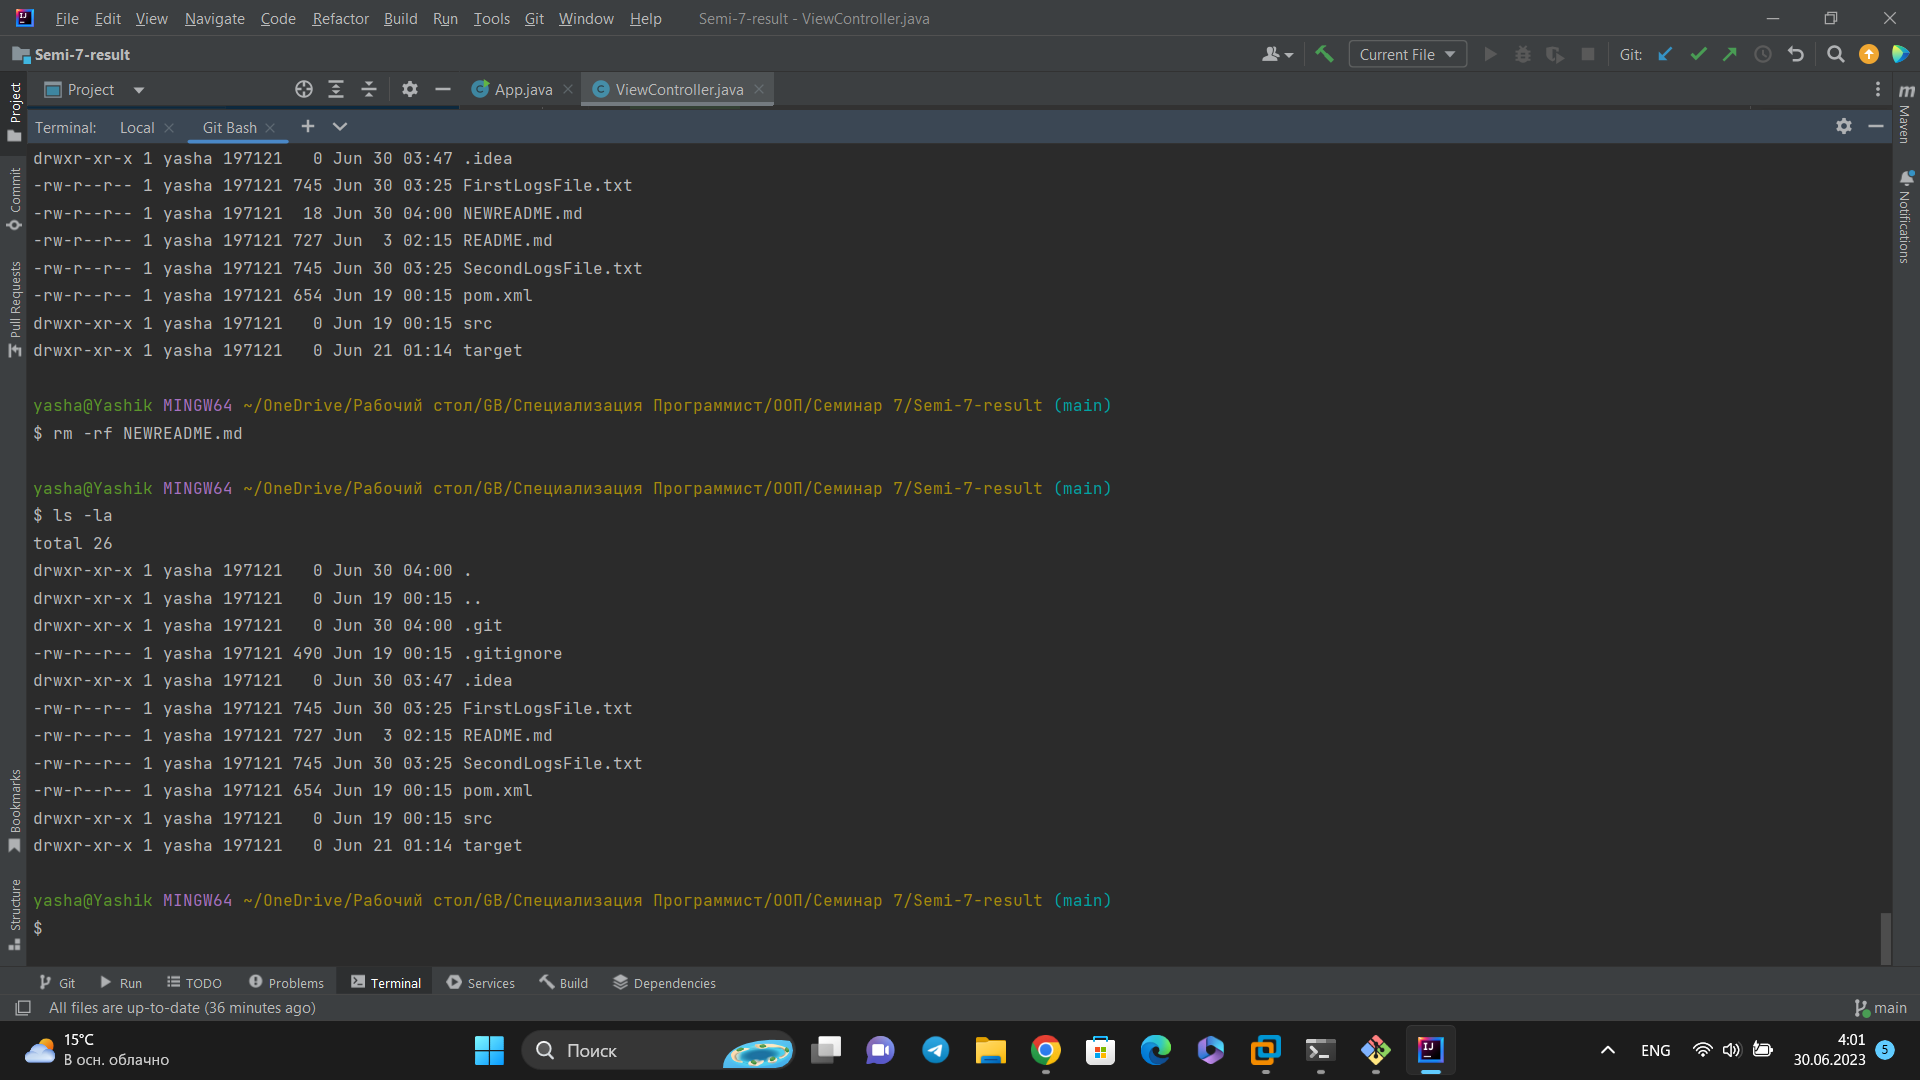 File Edit View Navigate Code Refactor Build Run Tools Git Window Help Semi-7-result - ViewController.java
Semi-7-result Current File Git:
Project App.java ViewController.java
Terminal: Local Git Bash
drwxr-xr-x 1 yasha 197121   0 Jun 30 03:47 .idea
-rw-r--r-- 1 yasha 197121 745 Jun 30 03:25 FirstLogsFile.txt
-rw-r--r-- 1 yasha 197121  18 Jun 30 04:00 NEWREADME.md
-rw-r--r-- 1 yasha 197121 727 Jun  3 02:15 README.md
-rw-r--r-- 1 yasha 197121 745 Jun 30 03:25 SecondLogsFile.txt
-rw-r--r-- 1 yasha 197121 654 Jun 19 00:15 pom.xml
drwxr-xr-x 1 yasha 197121   0 Jun 19 00:15 src
drwxr-xr-x 1 yasha 197121   0 Jun 21 01:14 target
yasha@Yashik MINGW64 ~/OneDrive/Рабочий стол/GB/Специализация Программист/ООП/Семинар 7/Semi-7-result (main)
$ rm -rf NEWREADME.md
yasha@Yashik MINGW64 ~/OneDrive/Рабочий стол/GB/Специализация Программист/ООП/Семинар 7/Semi-7-result (main)
$ ls -la
total 26
drwxr-xr-x 1 yasha 197121   0 Jun 30 04:00 .
drwxr-xr-x 1 yasha 197121   0 Jun 19 00:15 ..
drwxr-xr-x 1 yasha 197121   0 Jun 30 04:00 .git
-rw-r--r-- 1 yasha 197121 490 Jun 19 00:15 .gitignore
drwxr-xr-x 1 yasha 197121   0 Jun 30 03:47 .idea
-rw-r--r-- 1 yasha 197121 745 Jun 30 03:25 FirstLogsFile.txt
-rw-r--r-- 1 yasha 197121 727 Jun  3 02:15 README.md
-rw-r--r-- 1 yasha 197121 745 Jun 30 03:25 SecondLogsFile.txt
-rw-r--r-- 1 yasha 197121 654 Jun 19 00:15 pom.xml
drwxr-xr-x 1 yasha 197121   0 Jun 19 00:15 src
drwxr-xr-x 1 yasha 197121   0 Jun 21 01:14 target
yasha@Yashik MINGW64 ~/OneDrive/Рабочий стол/GB/Специализация Программист/ООП/Семинар 7/Semi-7-result (main)
$
Project
Commit
Pull Requests
Bookmarks
Structure
Maven
Notifications
Git Run TODO Problems Terminal Services Build Dependencies
All files are up-to-date (36 minutes ago) main
15°C
В осн. облачно
Поиск
ENG
4:01
30.06.2023
5